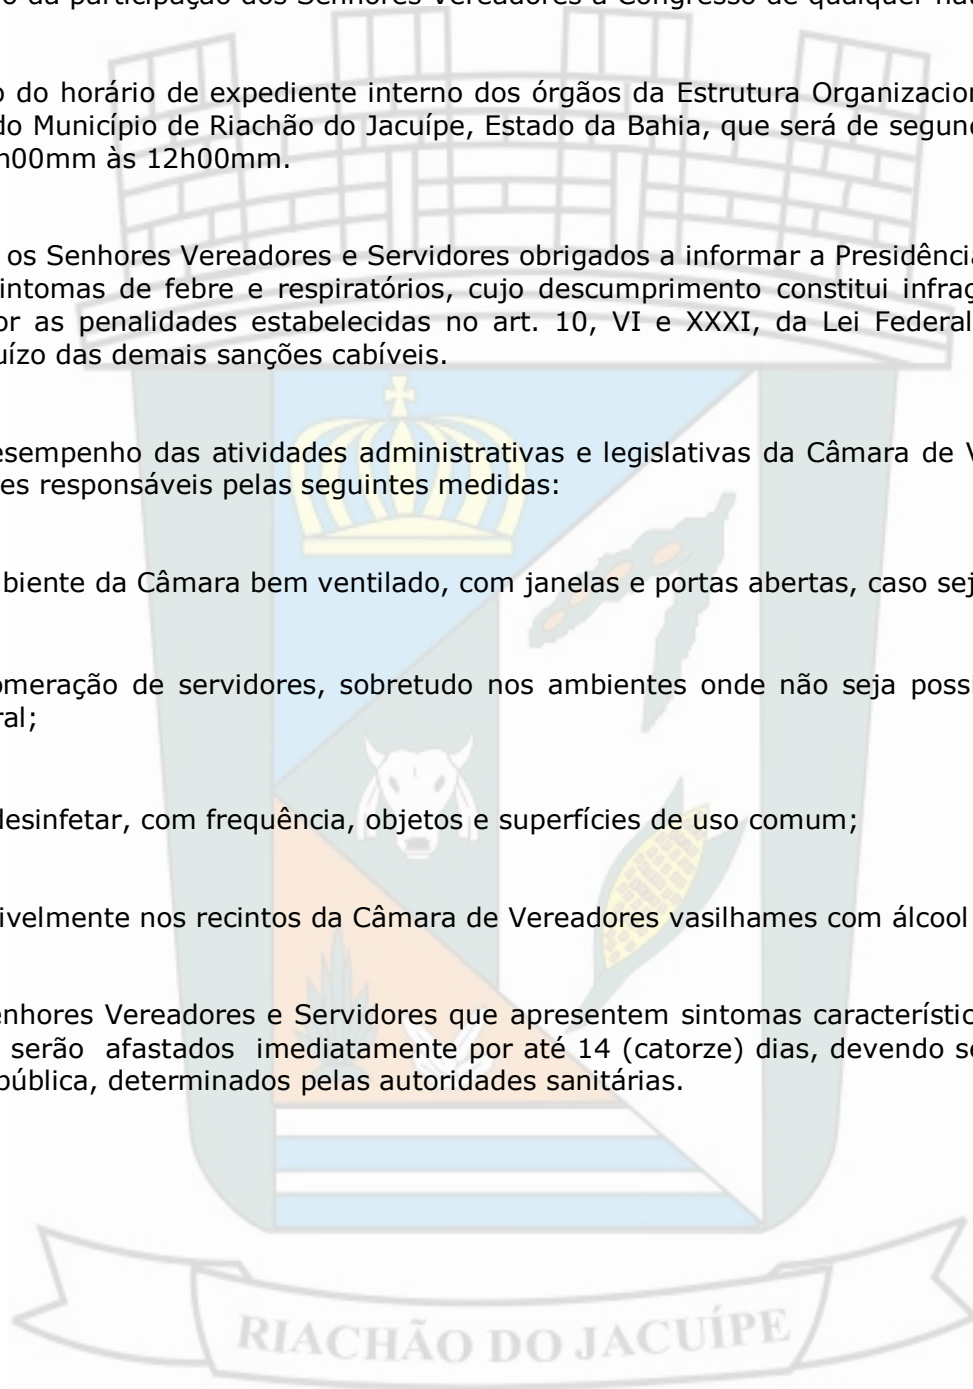 da participação dos Senhores Vereadores a Congresso de qualquer
do horário de expediente interno dos órgãos da Estrutura Organizacion
do Município de Riachão do Jacuípe, Estado da Bahia, que será de segun
h00mm às 12h00mm.
os Senhores Vereadores e Servidores obrigados a informar a Presidência
intomas de febre e respiratórios, cujo descumprimento constitui infraç
or as penalidades estabelecidas no art. 10, VI e XXXI, da Lei Federal
uízo das demais sanções cabíveis.
esempenho das atividades administrativas e legislativas da Câmara de V
es responsáveis pelas seguintes medidas:
biente da Câmara bem ventilado, com janelas e portas abertas, caso sej
omeração de servidores, sobretudo nos ambientes onde não seja possí
ral;
desinfetar, com frequência, objetos e superfícies de uso comum;
ivelmente nos recintos da Câmara de Vereadores vasilhames com álcool
enhores Vereadores e Servidores que apresentem sintomas característic
serão afastados imediatamente por até 14 (catorze) dias, devendo se
pública, determinados pelas autoridades sanitárias.
RIACHÃO DO JACUÍPE